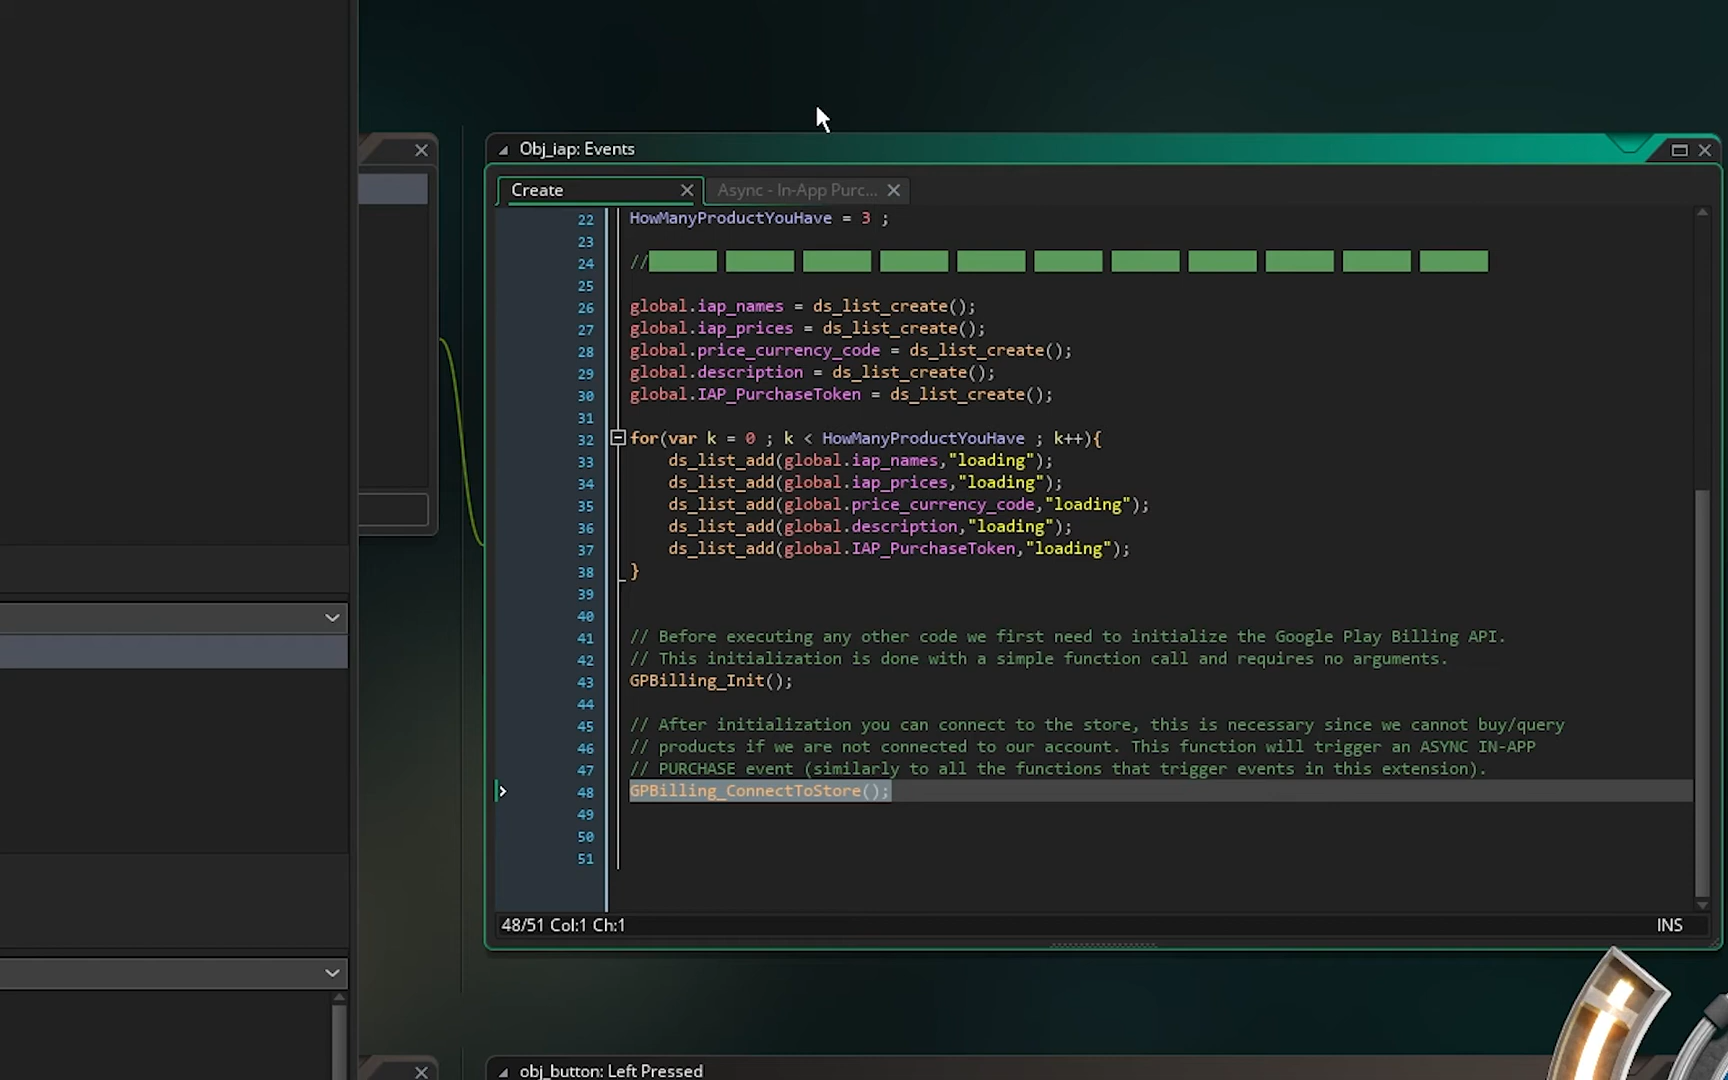 Obj_iap: Events
Create
Async - In-App Purc...
22 HowManyProductYouHave = 3 ;
23
24 //
25
26 global.iap_names = ds_list_create();
27 global.iap_prices = ds_list_create();
28 global.price_currency_code = ds_list_create();
29 global.description = ds_list_create();
30 global.IAP_PurchaseToken = ds_list_create();
31
32 for(var k = 0 ; k < HowManyProductYouHave ; k++){
33 ds_list_add(global.iap_names,"loading");
34 ds_list_add(global.iap_prices,"loading");
35 ds_list_add(global.price_currency_code,"loading");
36 ds_list_add(global.description,"loading");
37 ds_list_add(global.IAP_PurchaseToken,"loading");
38 }
39
40
41 // Before executing any other code we first need to initialize the Google Play Billing API.
42 // This initialization is done with a simple function call and requires no arguments.
43 GPBilling_Init();
44
45 // After initialization you can connect to the store, this is necessary since we cannot buy/query
46 // products if we are not connected to our account. This function will trigger an ASYNC IN-APP
47 // PURCHASE event (similarly to all the functions that trigger events in this extension).
48 GPBilling_ConnectToStore();
49
50
51
48/51 Col:1 Ch:1
INS
obj_button: Left Pressed